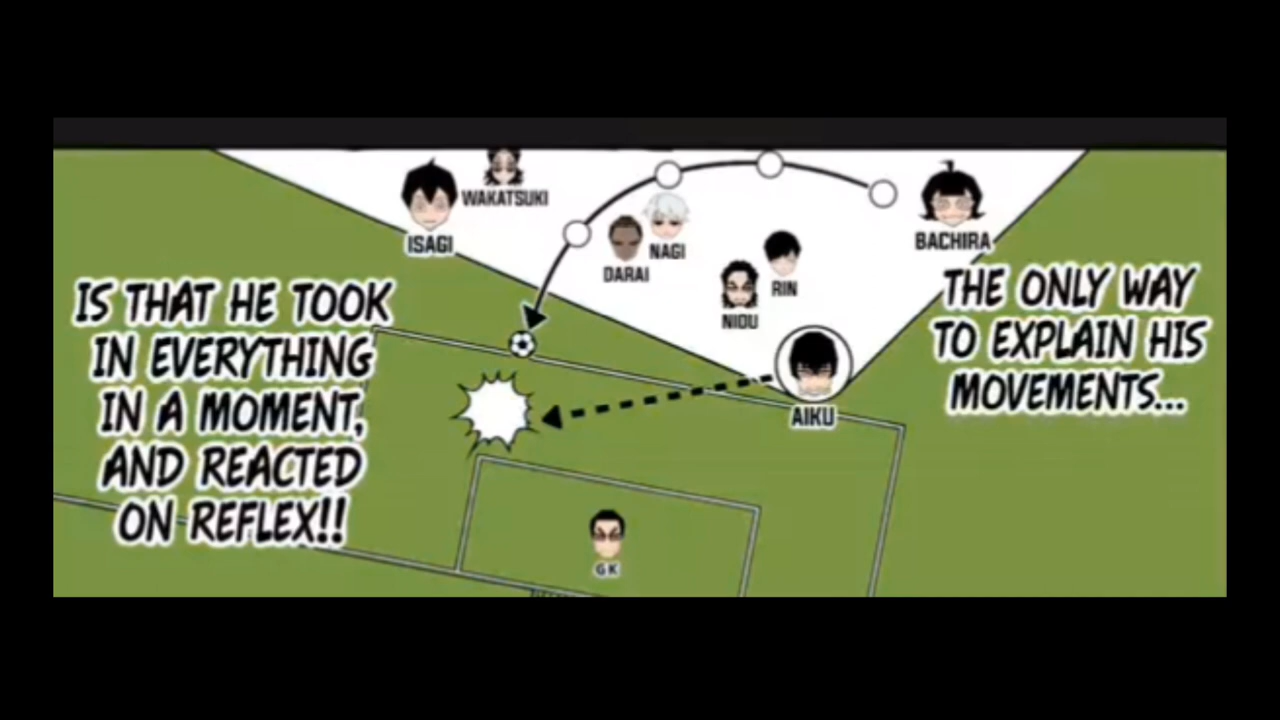 THE ONLY WAY
TO EXPLAIN HIS
MOVEMENTS...
IS THAT HE TOOK
IN EVERYTHING
IN A MOMENT,
AND REACTED
ON REFLEX!!
WAKATSUKI
ISAGI
DARAI
NAGI
BACHIRA
RIN
NIOU
AIKU
GK